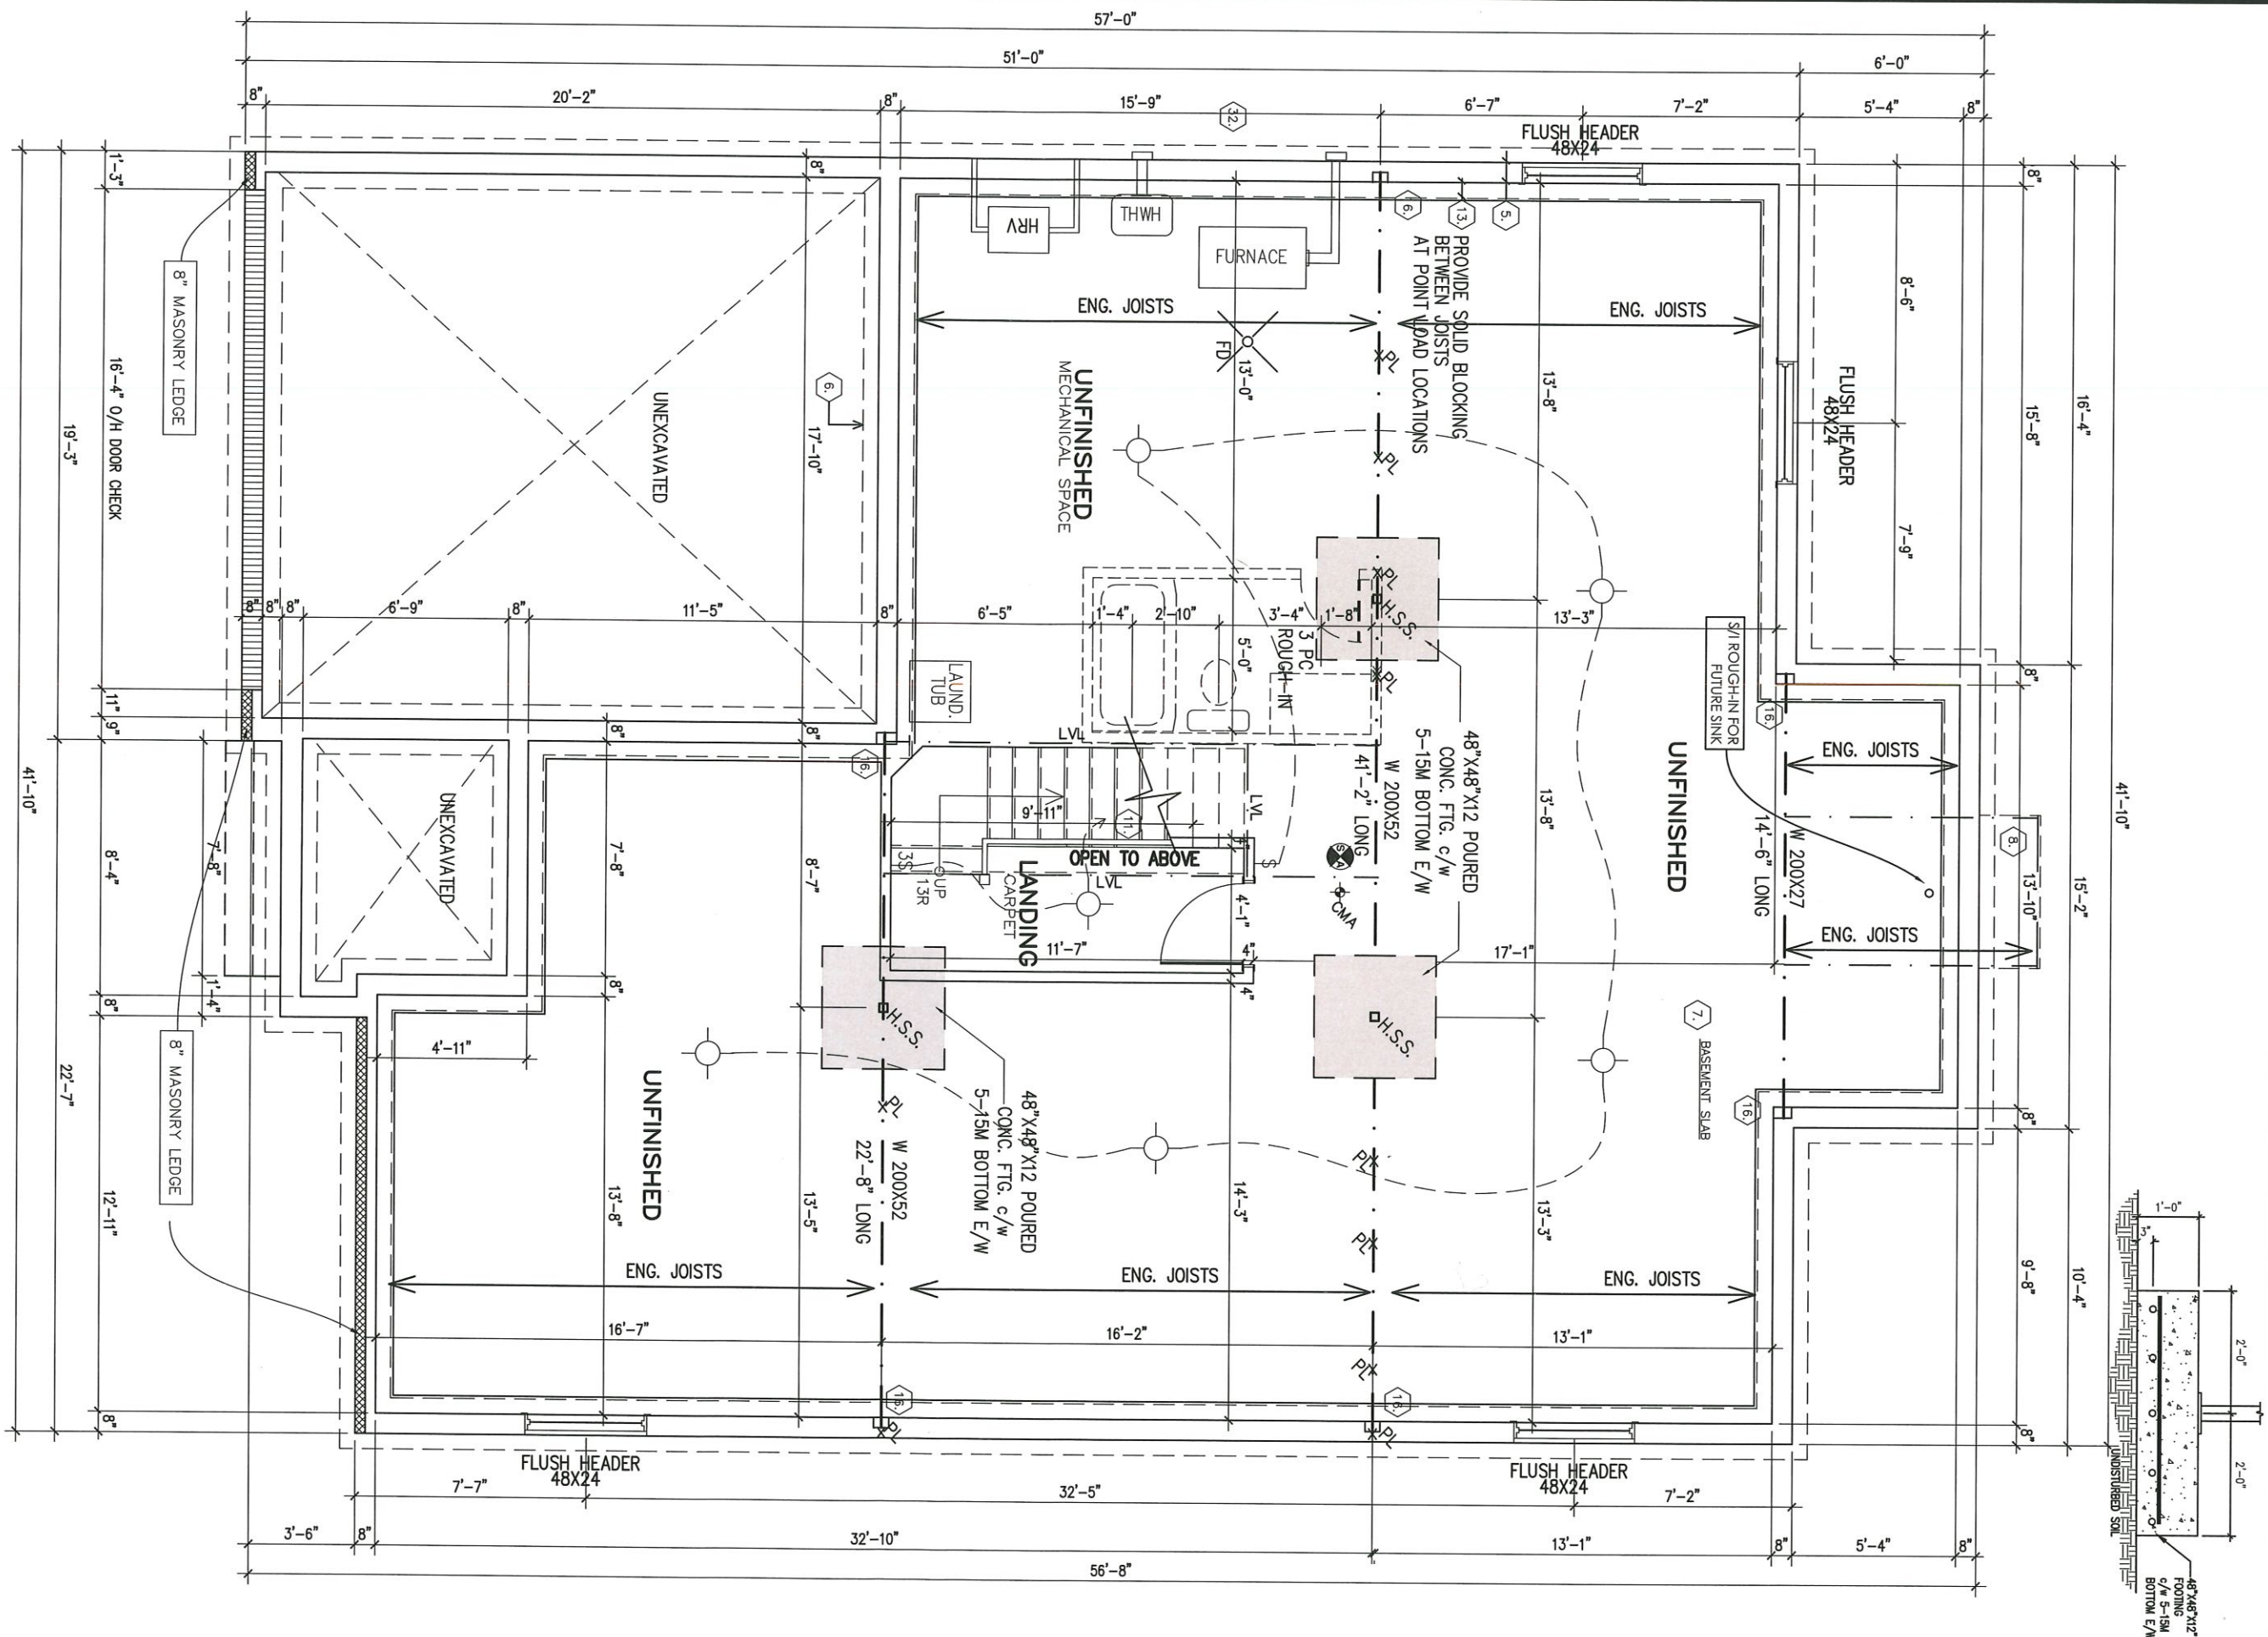 57'-0"
51'-0"
6'-0"
8"
20'-2"
8"
15'-9"
32.
6'-7"
7'-2"
5'-4"
8"
FLUSH HEADER
48X24
1'-3"
8"
8"
HRV
THWH
FURNACE
6.
13.
5.
PROVIDE SOLID BLOCKING
BETWEEN JOISTS
AT POINT LOAD LOCATIONS
8" MASONRY LEDGE
ENG. JOISTS
ENG. JOISTS
8'-6"
FD
13'-0"
PL
13'-8"
16'-4" O/H DOOR CHECK
19'-3"
UNEXCAVATED
6.
17'-10"
UNFINISHED
MECHANICAL SPACE
PL
FLUSH HEADER
48X24
15'-8"
16'-4"
7'-9"
41'-10"
8"
8"
8"
6'-9"
8"
11'-5"
8"
6'-5"
1'-4"
2'-10"
3'-4"
1'-8"
13'-3"
PL
H.S.S.
3 PC
ROUGH-IN
5'-0"
PL
LAUND.
TUB
S/I ROUGH-IN FOR
FUTURE SINK
8"
11"
9"
8"
16.
LVL
LVL
16.
W 200X52
41'-2" LONG
48"X48"X12 POURED
CONC. FTG. c/w
5-15M BOTTOM E/W
13'-8"
UNFINISHED
ENG. JOISTS
W 200X27
14'-6" LONG
8.
13'-10"
15'-2"
41'-10"
8'-4"
7'-8"
UNEXCAVATED
7'-8"
8'-7"
9'-11"
11.
OPEN TO ABOVE
LVL
3S
UP
13R
LANDING
CARPET
S
S/A
CMA
4'-1"
4"
11'-7"
17'-1"
ENG. JOISTS
8"
1'-4"
8"
4"
H.S.S.
H.S.S.
7.
BASEMENT SLAB
4'-11"
8" MASONRY LEDGE
22'-7"
12'-11"
UNFINISHED
13'-8"
13'-5"
PL
W 200X52
22'-8" LONG
48"X48"X12 POURED
CONC. FTG. c/w
5-15M BOTTOM E/W
14'-3"
PL
PL
13'-3"
16.
8"
9'-8"
10'-4"
ENG. JOISTS
ENG. JOISTS
ENG. JOISTS
16'-7"
16'-2"
13'-1"
PL
16.
16.
PL
PL
8"
8"
FLUSH HEADER
48X24
FLUSH HEADER
48X24
7'-7"
32'-5"
7'-2"
3'-6"
8"
32'-10"
13'-1"
8"
5'-4"
8"
56'-8"
1'-0"
3"
2'-0"
2'-0"
UNDISTURBED SOIL
48"X48"X12"
FOOTING
c/w 5-15M
BOTTOM E/W